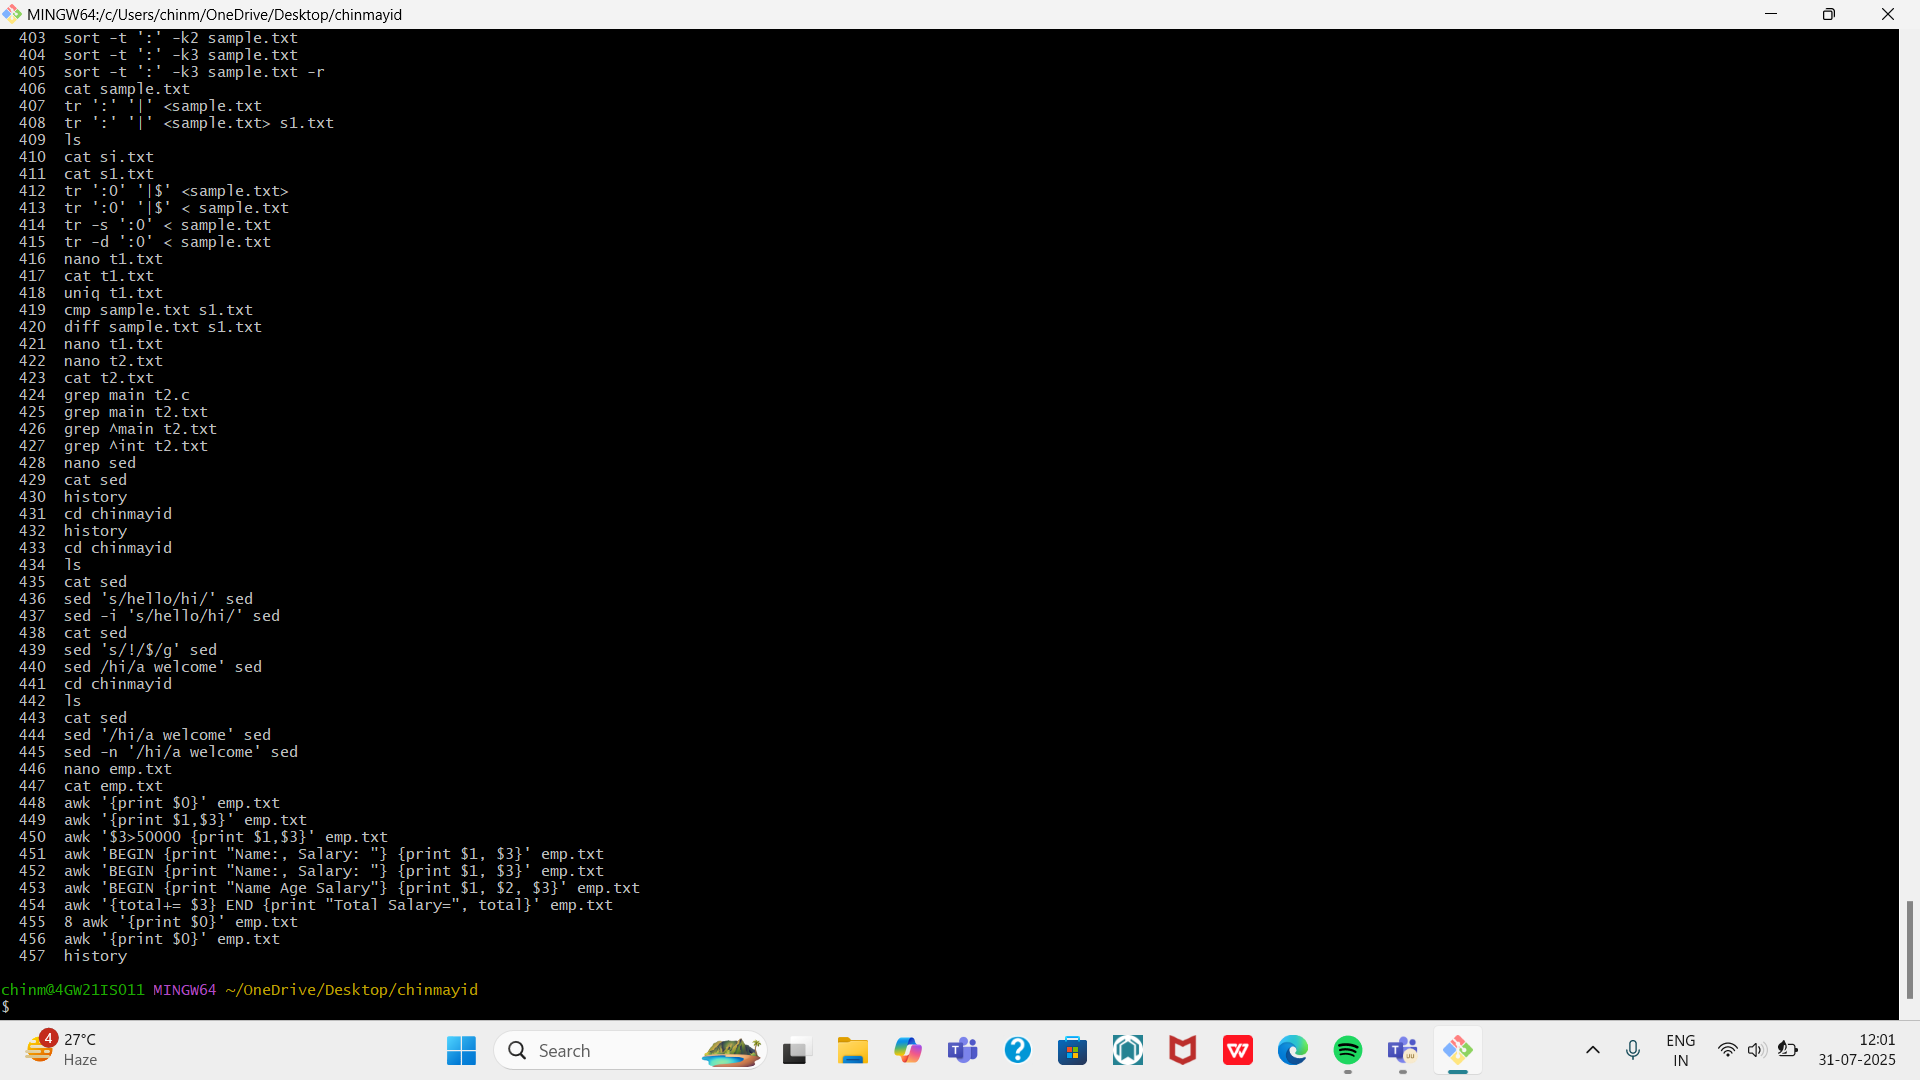 MINGW64:/c/Users/chinm/OneDrive/Desktop/chinmayid
403 sort -t ':' -k2 sample.txt
404 sort -t ':' -k3 sample.txt
405 sort -t ':' -k3 sample.txt -r
406 cat sample.txt
407 tr ':' '|' <sample.txt
408 tr ':' '|' <sample.txt> s1.txt
409 ls
410 cat si.txt
411 cat s1.txt
412 tr ':0' '|$' <sample.txt>
413 tr ':0' '|$' < sample.txt
414 tr -s ':0' < sample.txt
415 tr -d ':0' < sample.txt
416 nano t1.txt
417 cat t1.txt
418 uniq t1.txt
419 cmp sample.txt s1.txt
420 diff sample.txt s1.txt
421 nano t1.txt
422 nano t2.txt
423 cat t2.txt
424 grep main t2.c
425 grep main t2.txt
426 grep ^main t2.txt
427 grep ^int t2.txt
428 nano sed
429 cat sed
430 history
431 cd chinmayid
432 history
433 cd chinmayid
434 ls
435 cat sed
436 sed 's/hello/hi/' sed
437 sed -i 's/hello/hi/' sed
438 cat sed
439 sed 's/!/$/g' sed
440 sed /hi/a welcome' sed
441 cd chinmayid
442 ls
443 cat sed
444 sed '/hi/a welcome' sed
445 sed -n '/hi/a welcome' sed
446 nano emp.txt
447 cat emp.txt
448 awk '{print $0}' emp.txt
449 awk '{print $1,$3}' emp.txt
450 awk '$3>50000 {print $1,$3}' emp.txt
451 awk 'BEGIN {print "Name:, Salary: "} {print $1, $3}' emp.txt
452 awk 'BEGIN {print "Name:, Salary: "} {print $1, $3}' emp.txt
453 awk 'BEGIN {print "Name Age Salary"} {print $1, $2, $3}' emp.txt
454 awk '{total+= $3} END {print "Total Salary=", total}' emp.txt
455 8 awk '{print $0}' emp.txt
456 awk '{print $0}' emp.txt
457 history
chinm@4GW21IS011 MINGW64 ~/OneDrive/Desktop/chinmayid
$
4
27°C
Haze
Search
ENG
IN
12:01
31-07-2025